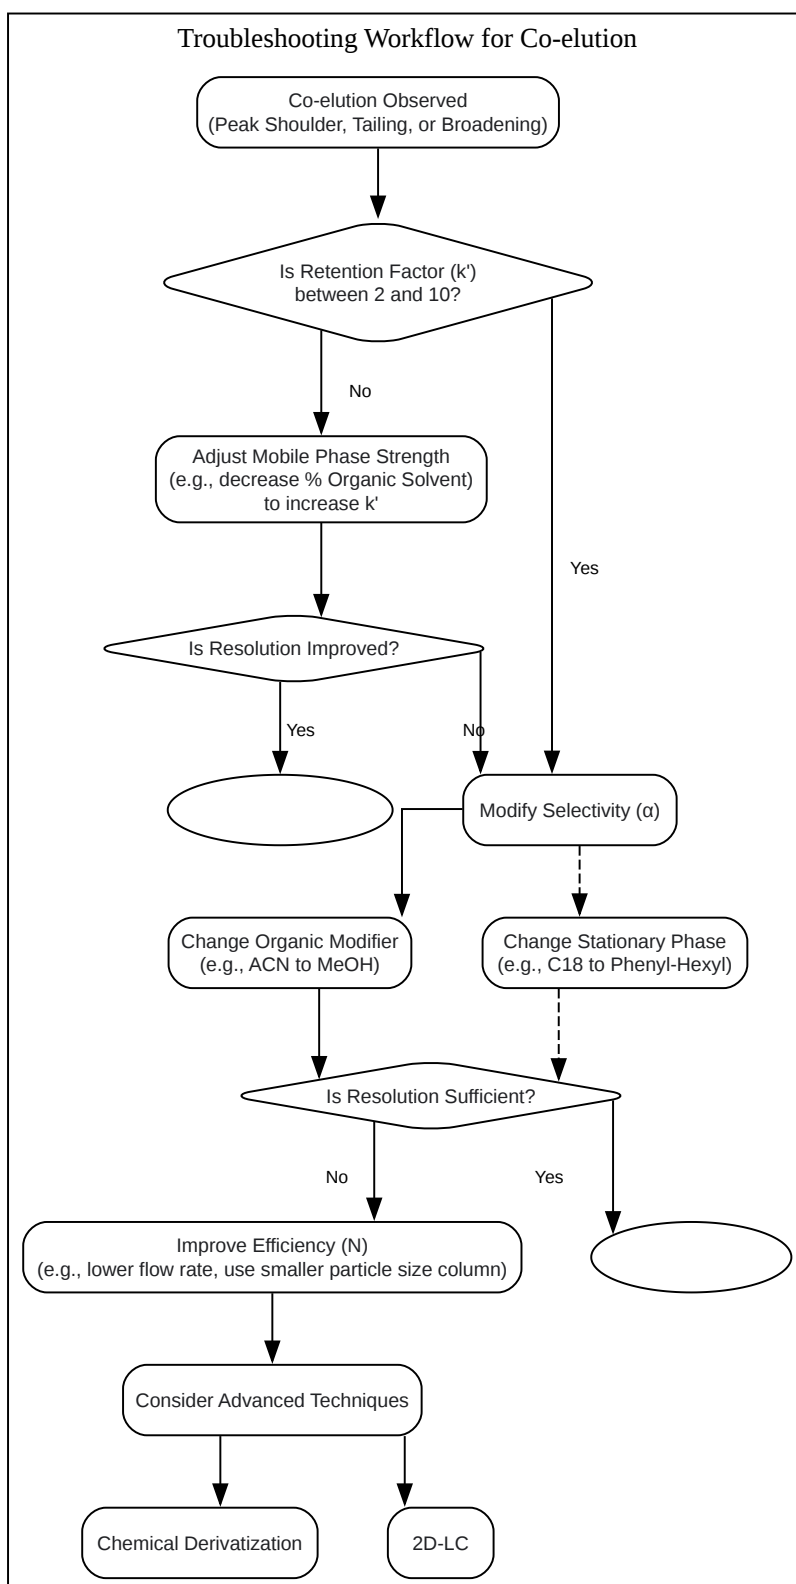 Troubleshooting Workflow for Co-elution
Co-elution Observed
(Peak Shoulder, Tailing, or Broadening)
Is Retention Factor (k')
between 2 and 10?
No
Adjust Mobile Phase Strength
(e.g., decrease % Organic Solvent)
to increase k'
Yes
Is Resolution Improved?
Yes
No
Modify Selectivity (α)
Change Organic Modifier
(e.g., ACN to MeOH)
Change Stationary Phase
(e.g., C18 to Phenyl-Hexyl)
Is Resolution Sufficient?
No
Yes
Improve Efficiency (N)
(e.g., lower flow rate, use smaller particle size column)
Consider Advanced Techniques
Chemical Derivatization
2D-LC